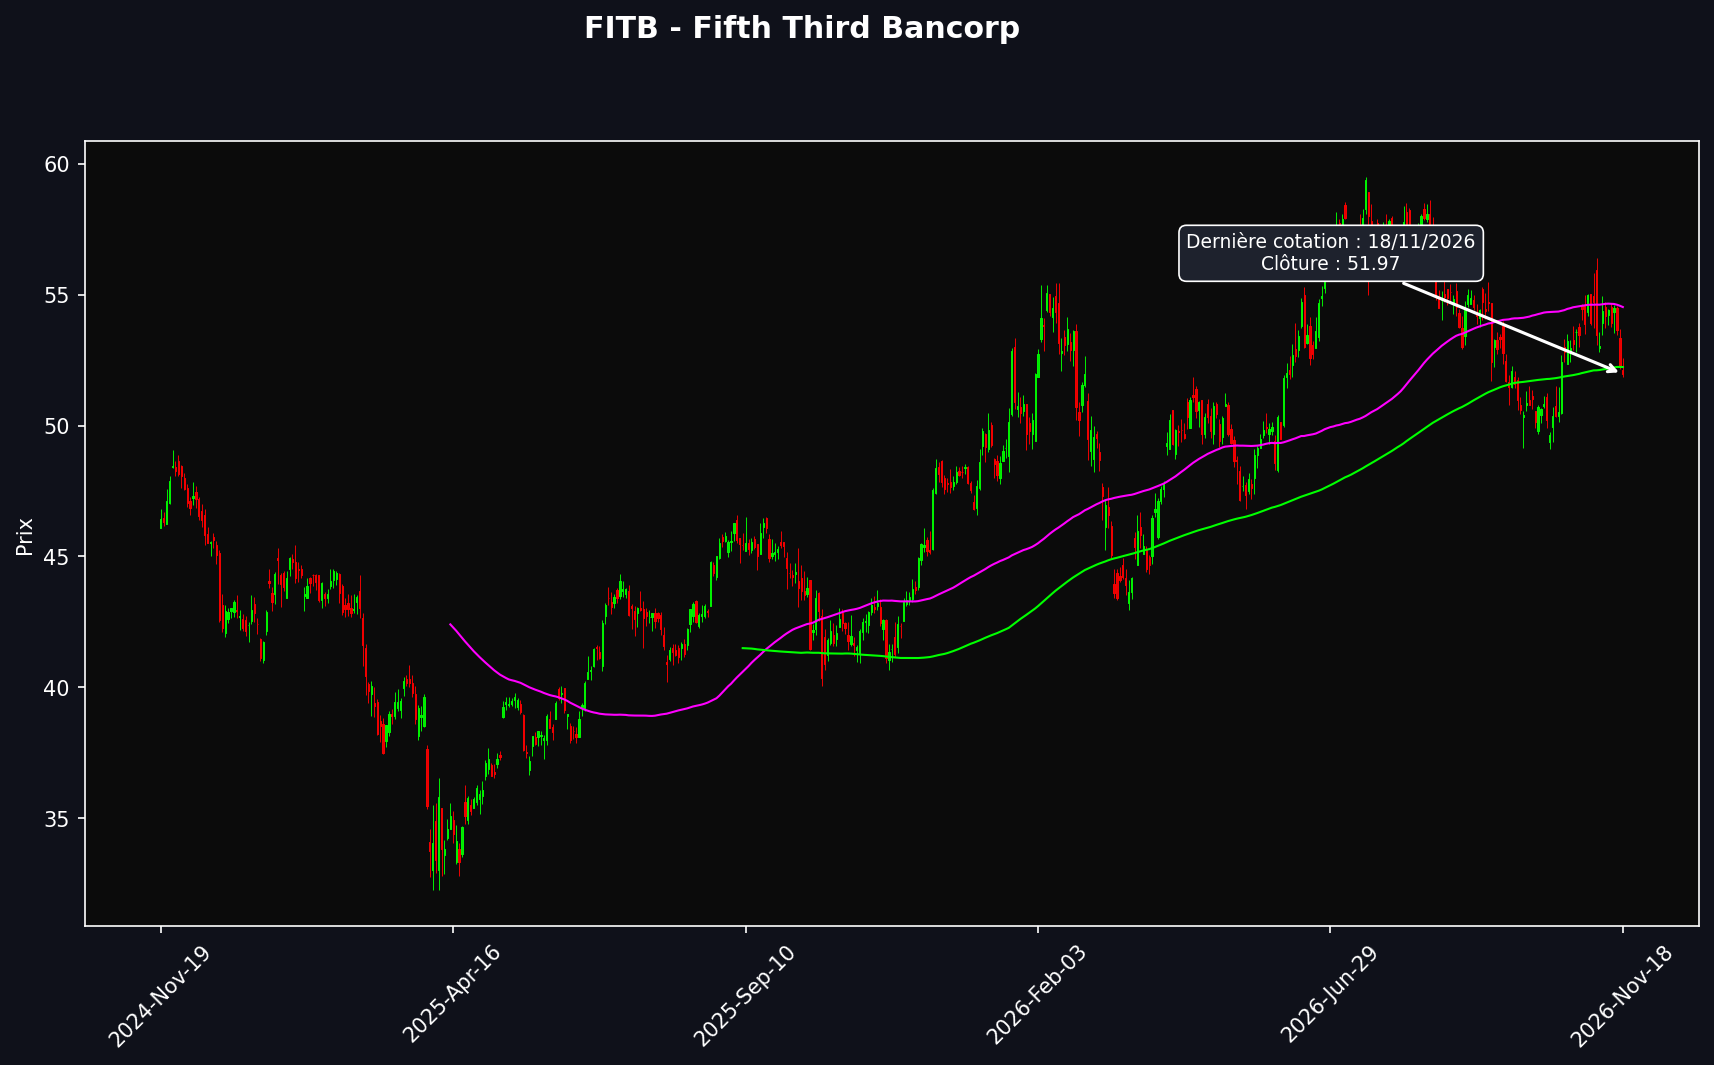 FITB - Fifth Third Bancorp
Prix
60
55
50
45
40
35
Dernière cotation : 18/11/2026
Clôture : 51.97
2024-Nov-19
2025-Apr-16
2025-Sep-10
2026-Feb-03
2026-Jun-29
2026-Nov-18